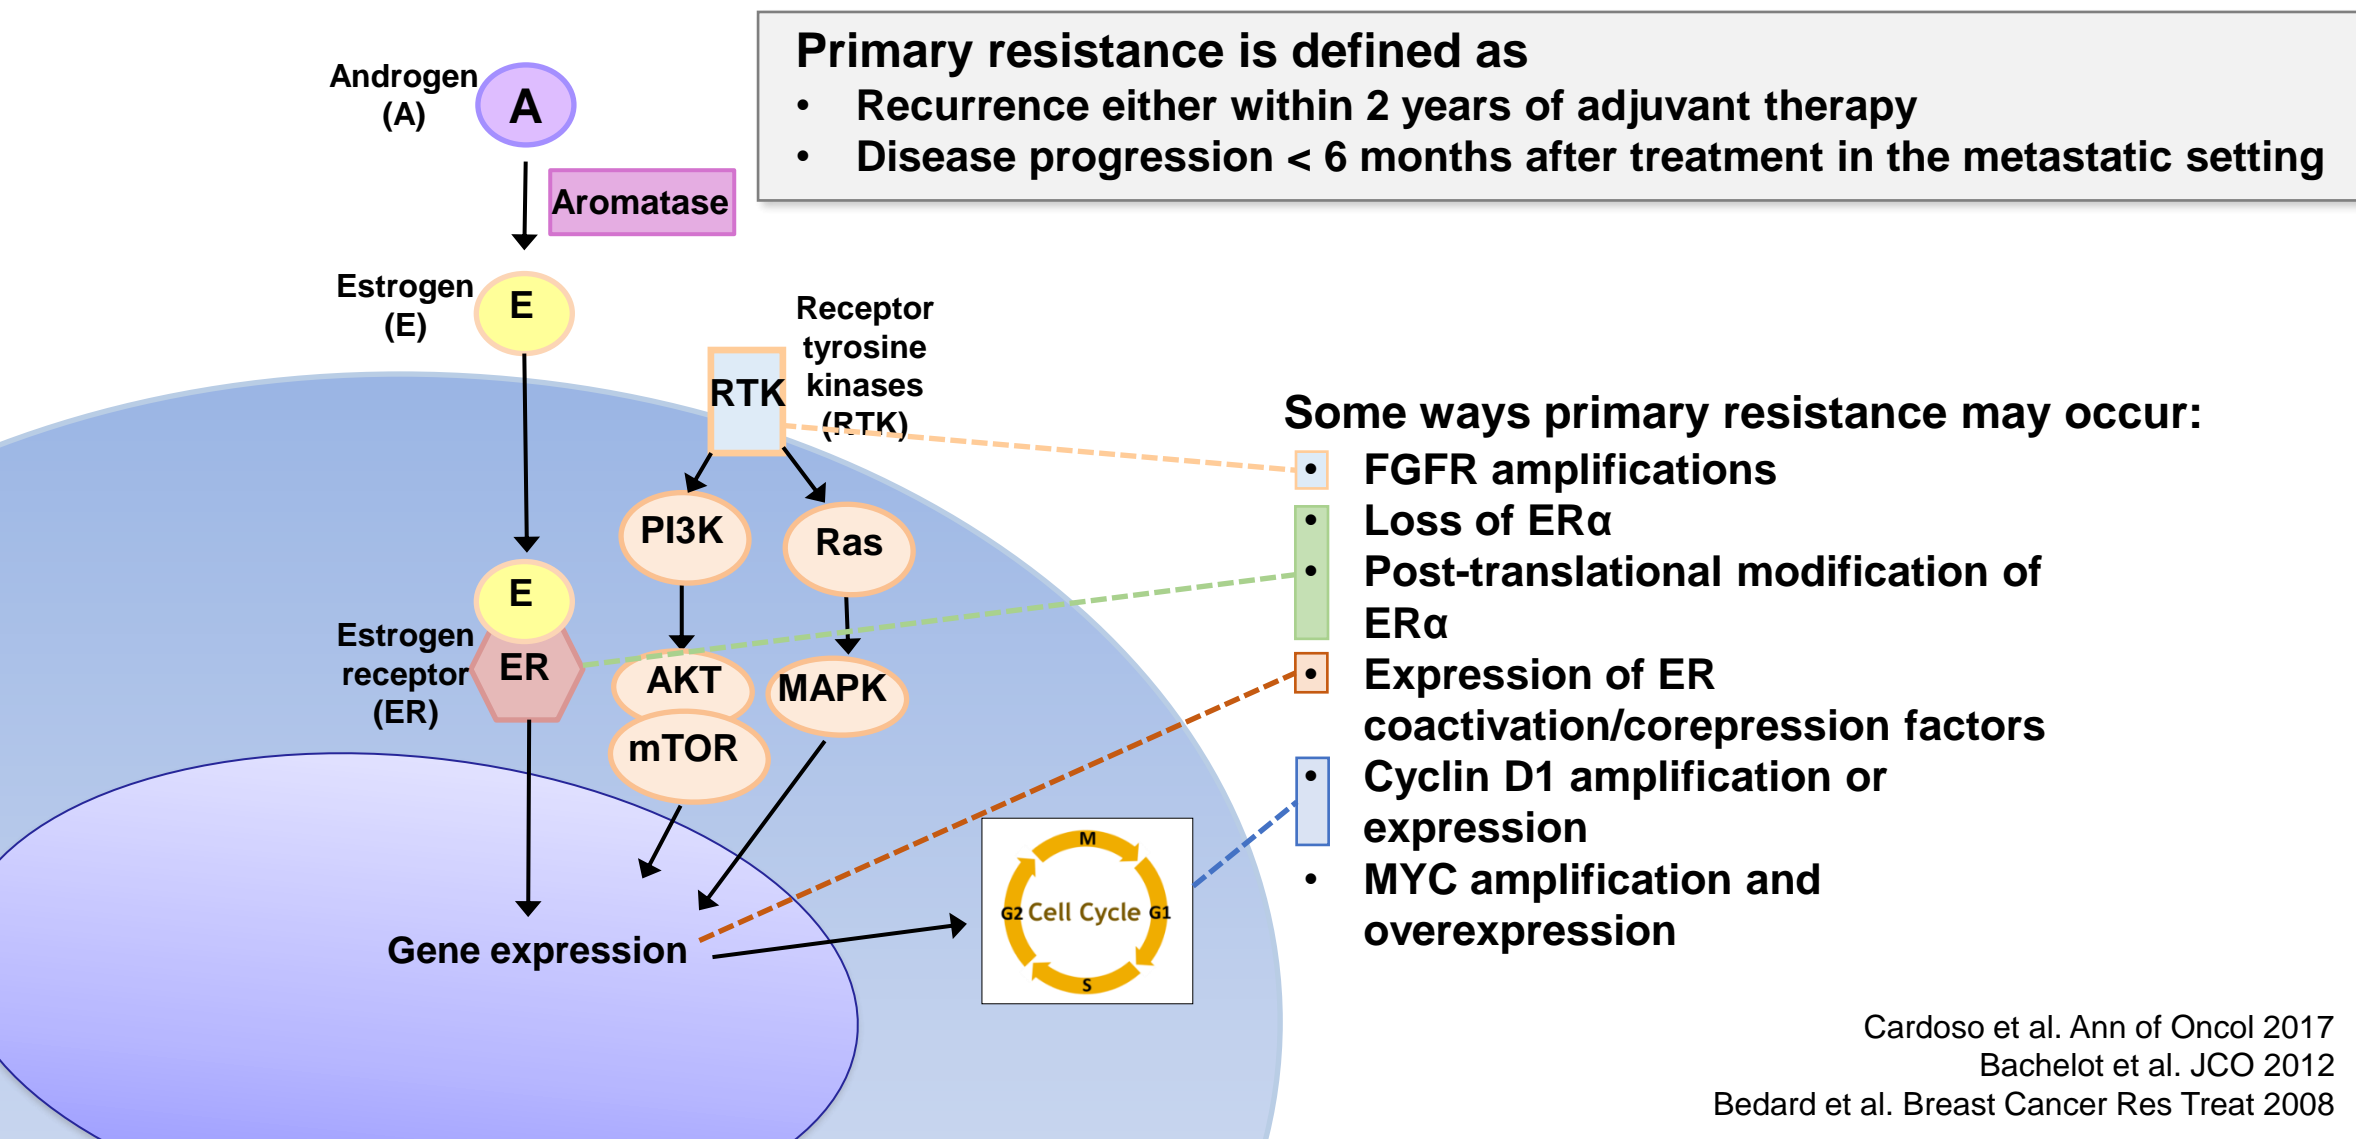 Primary resistance is defined as
• Recurrence either within 2 years of adjuvant therapy
• Disease progression < 6 months after treatment in the metastatic setting
Androgen
(A)
A
Aromatase
Estrogen
(E)
E
Receptor
tyrosine
kinases
(RTK)
RTK
PI3K
Ras
E
Estrogen
receptor
(ER)
ER
AKT
MAPK
mTOR
Gene expression
M
G2
Cell Cycle
G1
S
Some ways primary resistance may occur:
• FGFR amplifications
• Loss of ERα
• Post-translational modification of
ERα
• Expression of ER
coactivation/corepression factors
• Cyclin D1 amplification or
expression
• MYC amplification and
overexpression
Cardoso et al. Ann of Oncol 2017
Bachelot et al. JCO 2012
Bedard et al. Breast Cancer Res Treat 2008